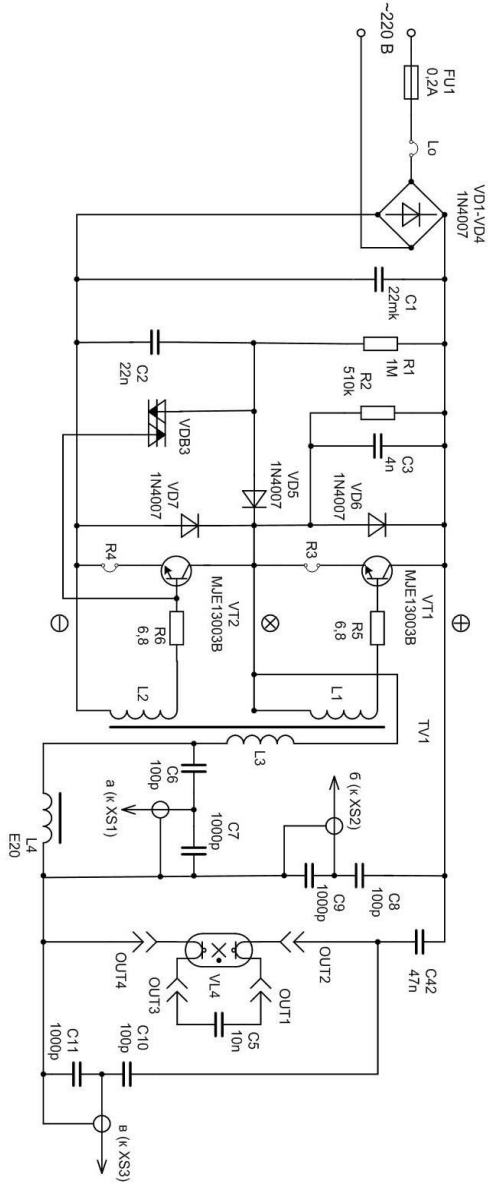 ~220 В
FU1
0,2A
Lo
VD1-VD4
1N4007
C1
22mk
R1
1M
R2
510k
C3
4n
C2
22n
VDB3
VD5
1N4007
VD6
1N4007
VD7
1N4007
R3
R4
VT1
MJE13003B
VT2
MJE13003B
R5
6,8
R6
6,8
L1
L2
TV1
L3
L4
E20
C6
100p
а (к XS1)
C7
1000p
б (к XS2)
C8
100p
C9
1000p
C42
47n
OUT2
OUT1
OUT4
OUT3
VL4
C5
10n
C10
100p
C11
1000p
в (к XS3)